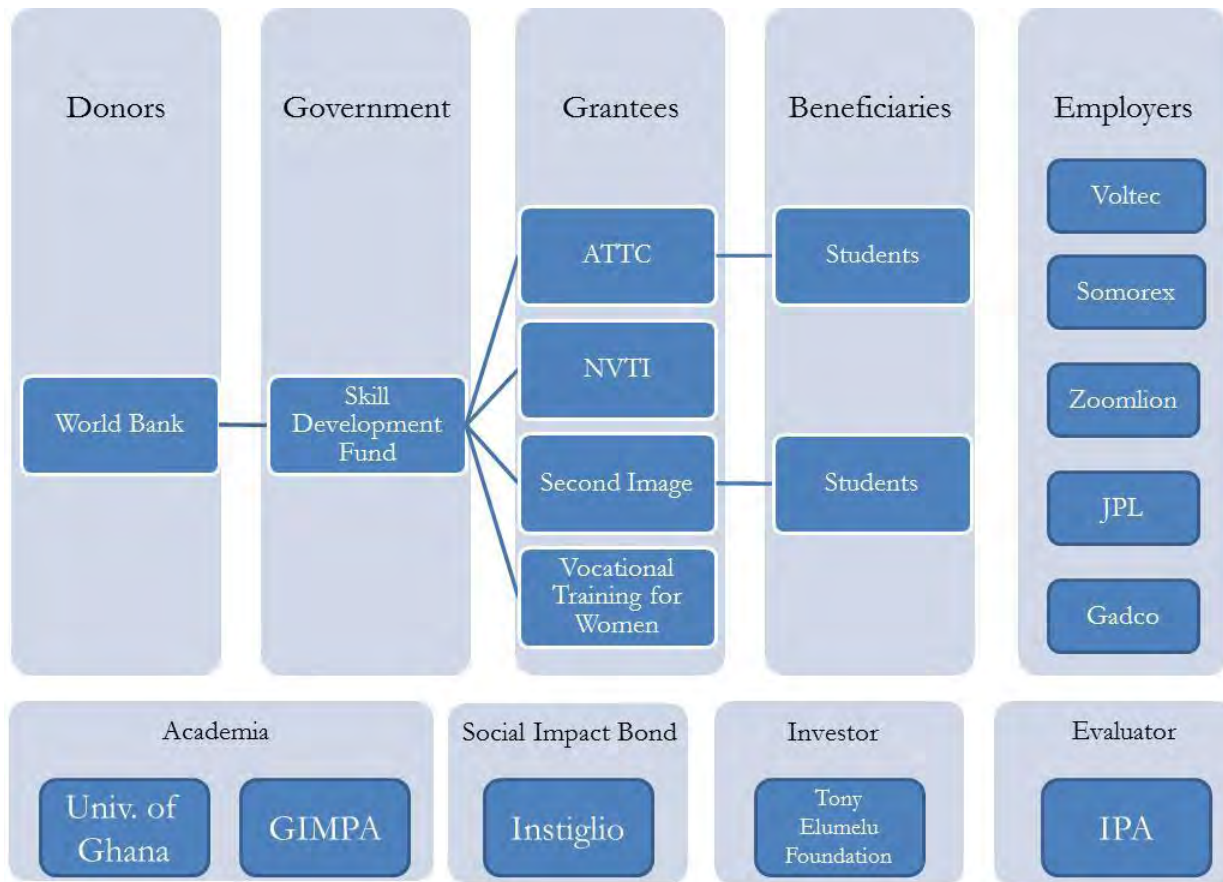 Donors
Government
Grantees
Beneficiaries
Employers
World Bank
Skill
Development
Fund
ATTC
NVTI
Second Image
Vocational
Training for
Women
Students
Students
Voltec
Somorex
Zoomlion
JPL
Gadco
Academia
Univ. of
Ghana
GIMPA
Social Impact Bond
Instiglio
Investor
Tony
Elumelu
Foundation
Evaluator
IPA